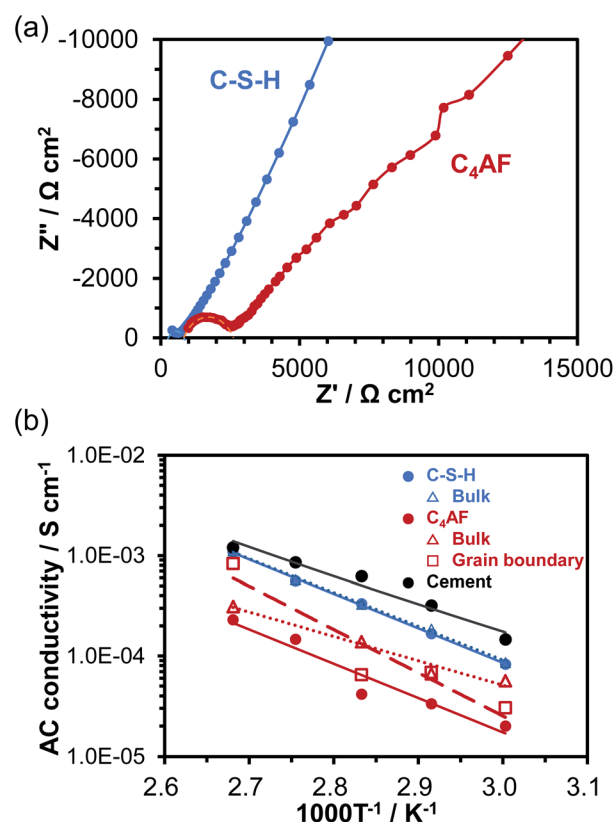 (a)
-10000
-8000
-6000
-4000
-2000
0
Z'' / Ω cm²
C-S-H
C₄AF
0
5000
10000
15000
Z' / Ω cm²
(b)
1.0E-02
1.0E-03
1.0E-04
1.0E-05
AC conductivity / S cm⁻¹
C-S-H
Bulk
C₄AF
Bulk
Grain boundary
Cement
2.6
2.7
2.8
2.9
3.0
3.1
1000T⁻¹ / K⁻¹